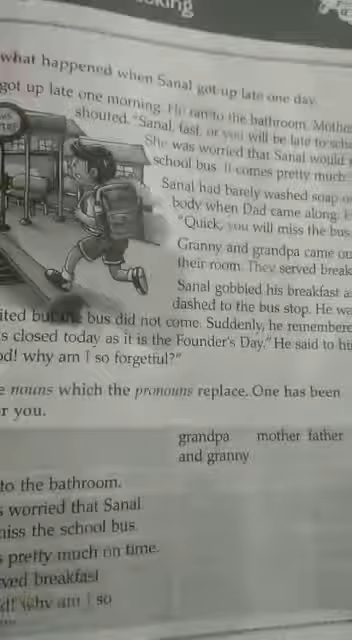 what happened when Sanal got up late one day.
got up late one morning. He ran to the bathroom. Mother
shouted, "Sanal, fast, or you will be late to
She was worried that Sanal would
school bus. It comes pretty much
Sanal had barely washed soap
body when Dad came along.
"Quick, you will miss the bus
Granny and grandpa came
their room. They served
Sanal gobbled his breakfast
dashed to the bus stop. He
but the bus did not come. Suddenly, he
closed today as it is the Founder's Day." He said to
why am I so forgetful?"
nouns which the pronouns replace. One has been
you.
grandpa mother father
and granny
to the bathroom.
worried that Sanal
miss the school bus.
pretty much on time.
breakfast
why am I so